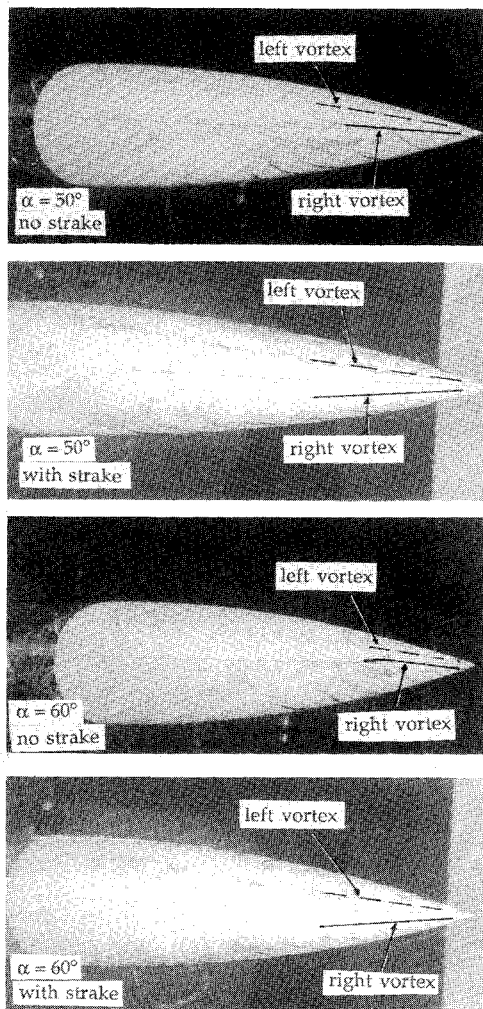 left vortex
right vortex
α = 50°
no strake
left vortex
right vortex
α = 50°
with strake
left vortex
right vortex
α = 60°
no strake
left vortex
right vortex
α = 60°
with strake